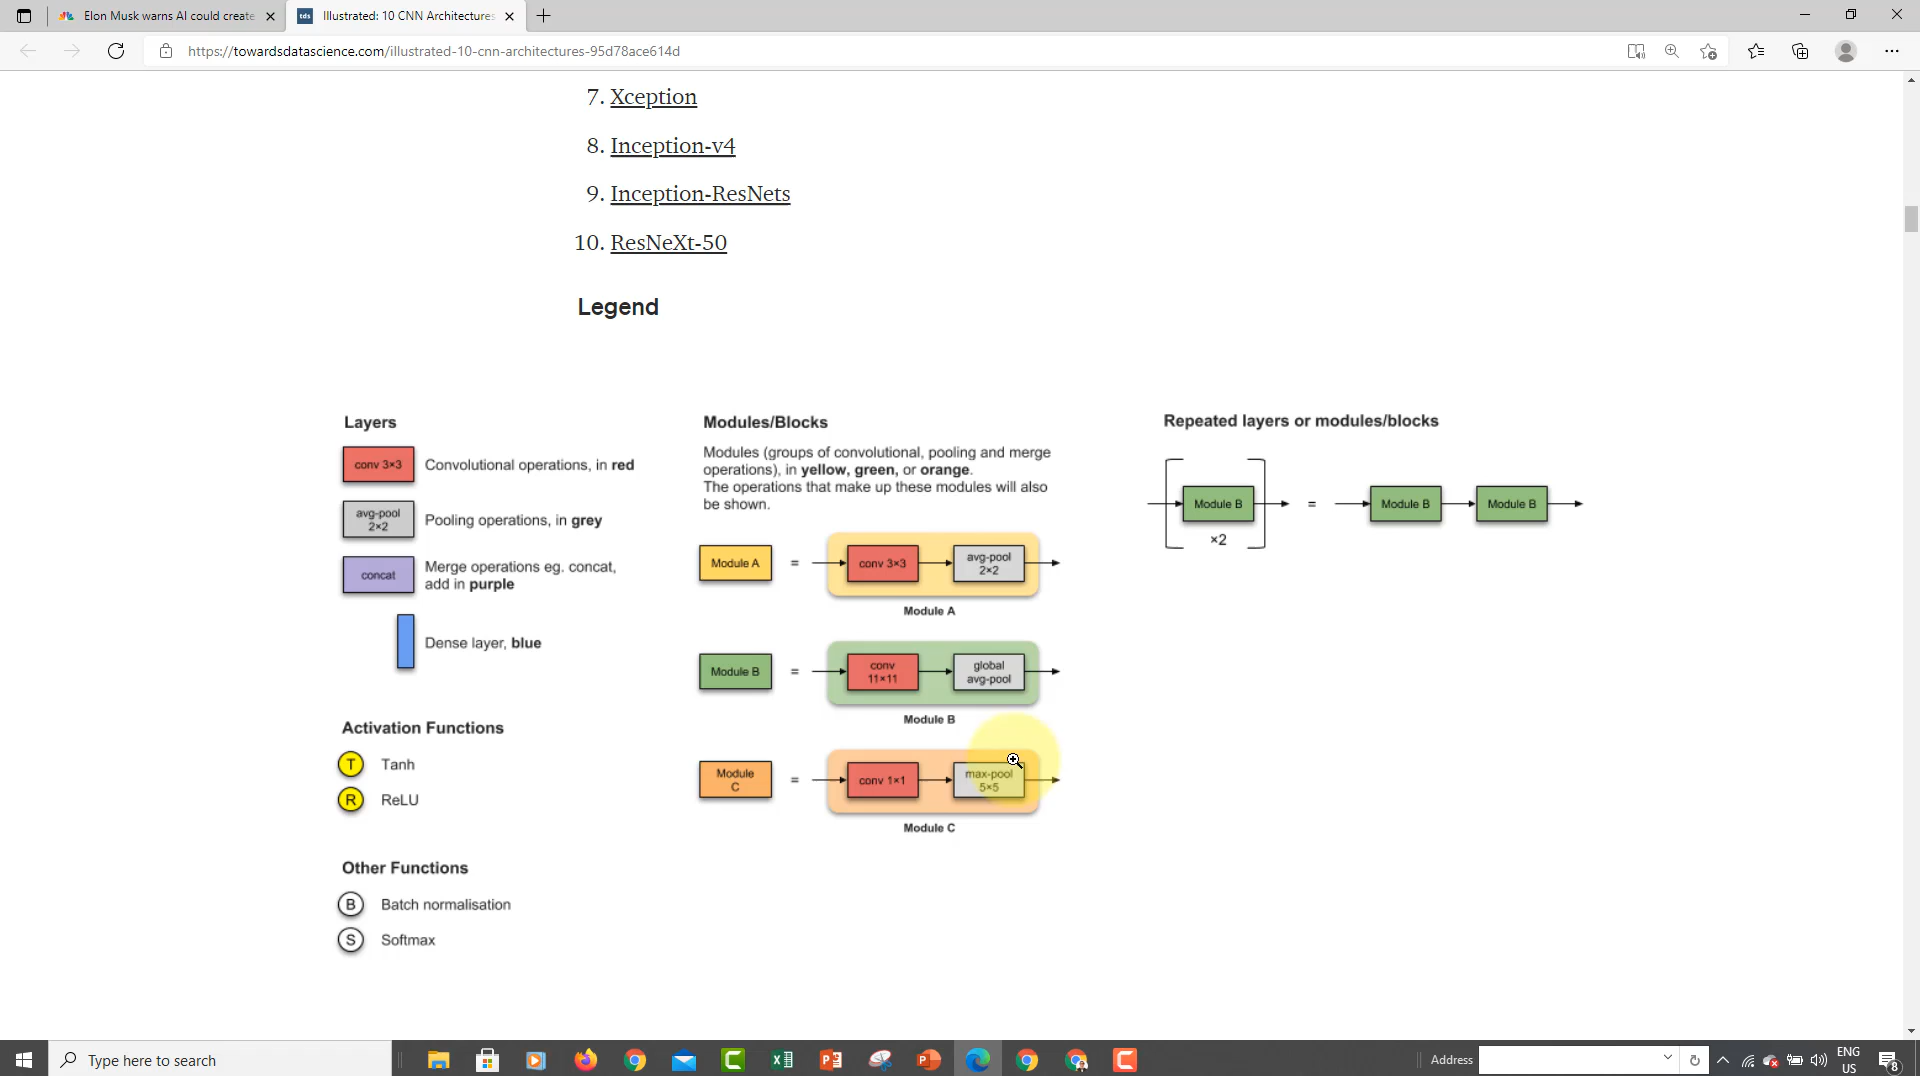 Elon Musk warns AI could create
tds
Illustrated: 10 CNN Architectures
https://towardsdatascience.com/illustrated-10-cnn-architectures-95d78ace614d
7. Xception
8. Inception-v4
9. Inception-ResNets
10. ResNeXt-50
Legend
Layers
conv 3×3
Convolutional operations, in red
avg-pool
2×2
Pooling operations, in grey
concat
Merge operations eg. concat,
add in purple
Dense layer, blue
Activation Functions
T Tanh
R ReLU
Other Functions
B Batch normalisation
S Softmax
Modules/Blocks
Modules (groups of convolutional, pooling and merge
operations), in yellow, green, or orange.
The operations that make up these modules will also
be shown.
Module A
=
conv 3×3
avg-pool
2×2
Module A
Module B
=
conv
11×11
global
avg-pool
Module B
Module
C
=
conv 1×1
max-pool
5×5
Module C
Repeated layers or modules/blocks
Module B
×2
=
Module B
Module B
Type here to search
Address
ENG
US
8